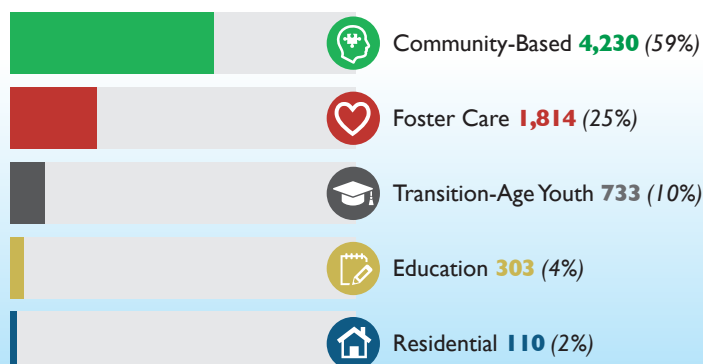 Community-Based 4,230 (59%)
Foster Care 1,814 (25%)
Transition-Age Youth 733 (10%)
Education 303 (4%)
Residential 110 (2%)